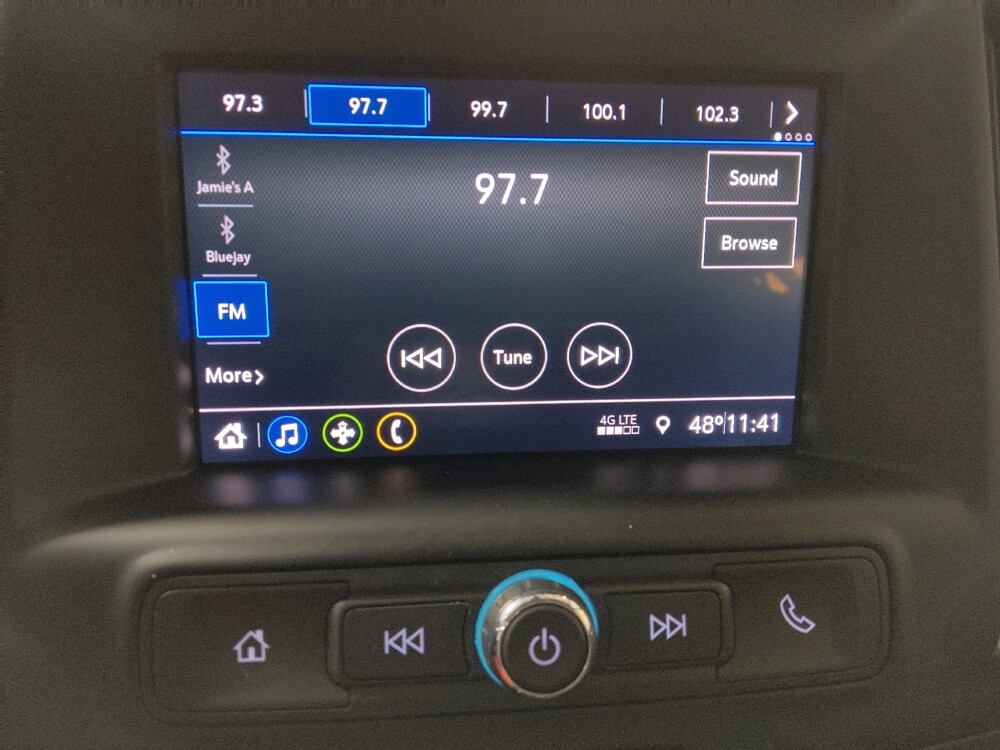 97.3 97.7 99.7 100.1 102.3
Jamie's A
97.7
Sound
Bluejay
Browse
FM
Tune
More
4G LTE
48° 11:41